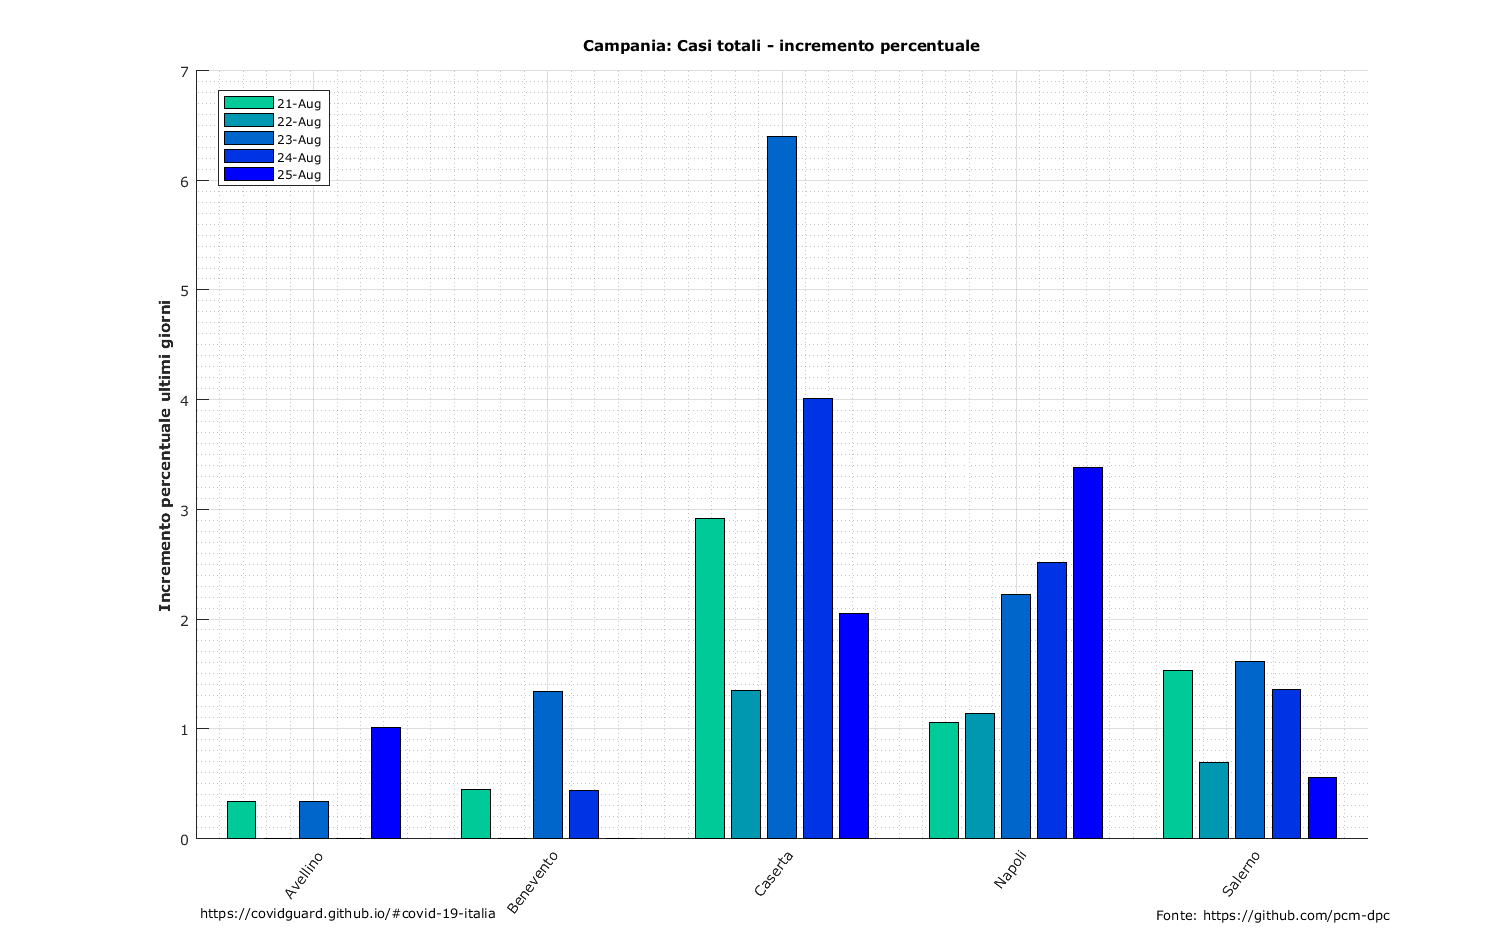 Campania: Casi totali - incremento percentuale
Incremento percentuale ultimi giorni
7
6
5
4
3
2
1
0
21-Aug
22-Aug
23-Aug
24-Aug
25-Aug
Avellino
Benevento
Caserta
Napoli
Salerno
https://covidguard.github.io/#covid-19-italia
Fonte: https://github.com/pcm-dpc